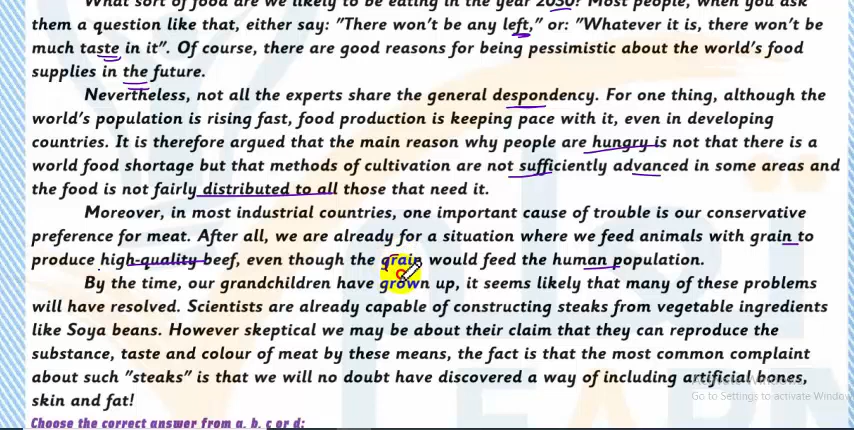 What sort of food are we likely to be eating in the year 2030? Most people, when you ask
them a question like that, either say: "There won't be any left," or: "Whatever it is, there won't be
much taste in it". Of course, there are good reasons for being pessimistic about the world's food
supplies in the future.
Nevertheless, not all the experts share the general despondency. For one thing, although the
world's population is rising fast, food production is keeping pace with it, even in developing
countries. It is therefore argued that the main reason why people are hungry is not that there is a
world food shortage but that methods of cultivation are not sufficiently advanced in some areas and
the food is not fairly distributed to all those that need it.
Moreover, in most industrial countries, one important cause of trouble is our conservative
preference for meat. After all, we are already for a situation where we feed animals with grain to
produce high-quality beef, even though the grain would feed the human population.
By the time, our grandchildren have grown up, it seems likely that many of these problems
will have resolved. Scientists are already capable of constructing steaks from vegetable ingredients
like Soya beans. However skeptical we may be about their claim that they can reproduce the
substance, taste and colour of meat by these means, the fact is that the most common complaint
about such "steaks" is that we will no doubt have discovered a way of including artificial bones,
skin and fat!
Activate Windows
Go to Settings to activate Window
Choose the correct answer from a, b, c or d: